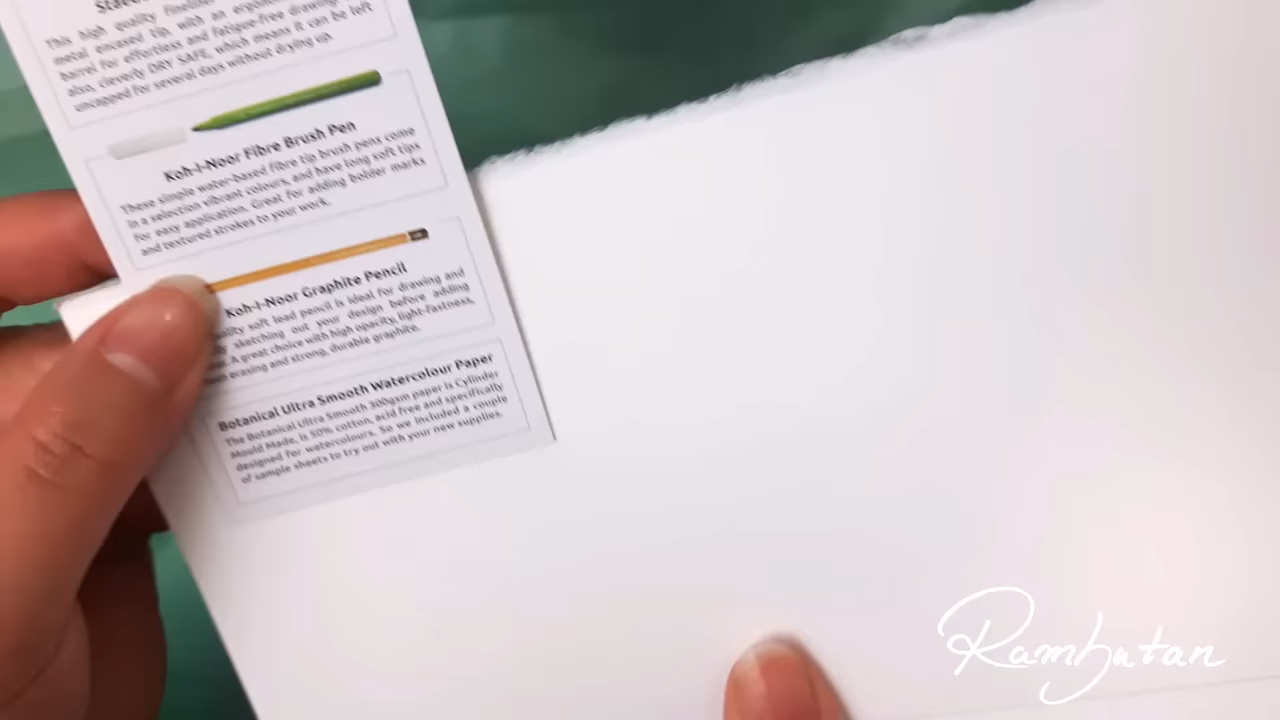 This high quality fineliner
metal encased tip, with an
barrel for effortless and fatigue-free drawing.
also, cleverly DRY SAFE, which means it can be left
uncapped for several days without drying up.
Koh-I-Noor Fibre Brush Pen
These simple water-based fibre tip brush pens come
in a selection vibrant colours, and have long soft tips
for easy application. Great for adding bolder marks
and textured strokes to your work.
Koh-I-Noor Graphite Pencil
soft lead pencil is ideal for drawing and
sketching out your design before adding
A great choice with high opacity, light-fastness,
erasing and strong, durable graphite.
Botanical Ultra Smooth Watercolour Paper
The Botanical Ultra Smooth 300gsm paper is Cylinder
Mould Made, is 50% cotton, acid free and specifically
designed for watercolours. So we included a couple
of sample sheets to try out with your new supplies.
Rambutan